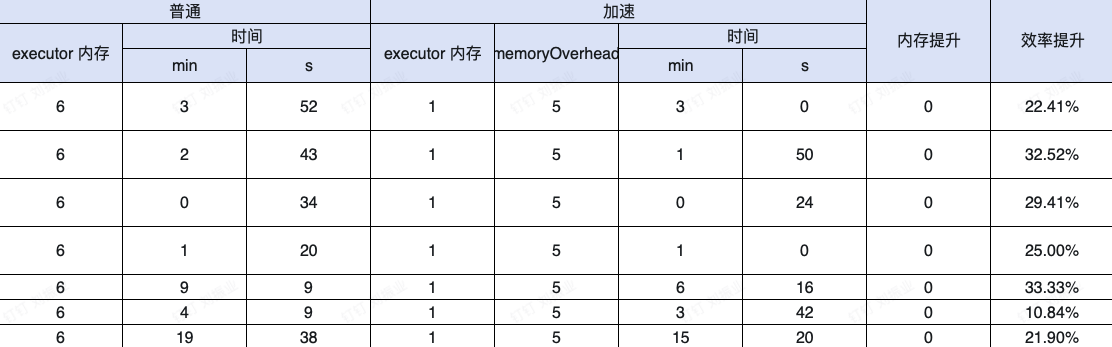 普通 加速 内存提升 效率提升
executor 内存 时间 executor 内存 memoryOverhead 时间
min s min s
6 3 52 1 5 3 0 0 22.41%
6 2 43 1 5 1 50 0 32.52%
6 0 34 1 5 0 24 0 29.41%
6 1 20 1 5 1 0 0 25.00%
6 9 9 1 5 6 16 0 33.33%
6 4 9 1 5 3 42 0 10.84%
6 19 38 1 5 15 20 0 21.90%